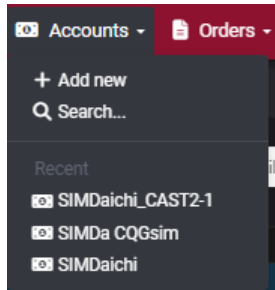 Accounts Orders
+ Add new
Search...
Recent
SIMDaichi_CAST2-1
SIMDa CQGsim
SIMDaichi